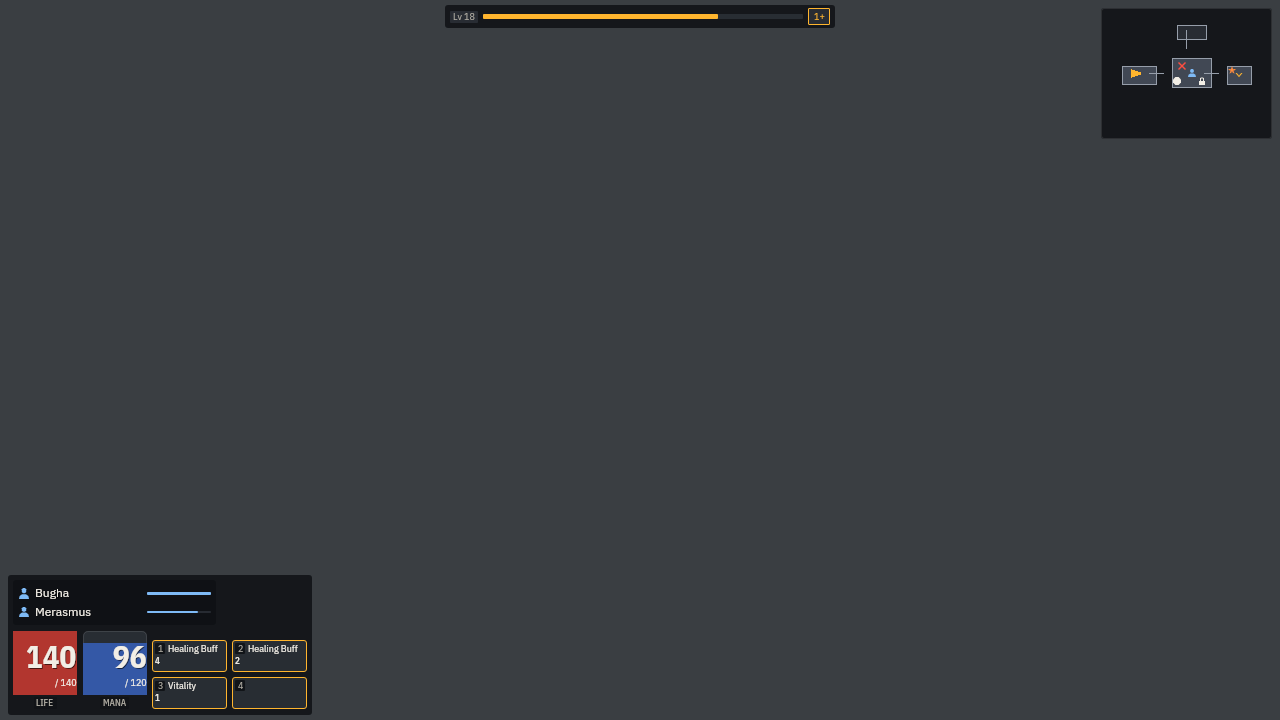 Lv 18
1+
Bugha
Merasmus
140
/ 140
LIFE
96
/ 120
MANA
1 Healing Buff
4
2 Healing Buff
2
3 Vitality
1
4